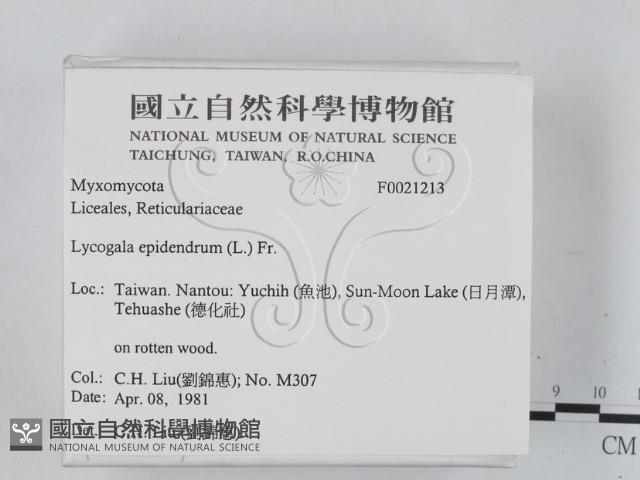 國立自然科學博物館
NATIONAL MUSEUM OF NATURAL SCIENCE
TAICHUNG, TAIWAN, R.O.CHINA
Myxomycota F0021213
Liceales, Reticulariaceae
Lycogala epidendrum (L.) Fr.
Loc.: Taiwan. Nantou: Yuchih (魚池), Sun-Moon Lake (日月潭),
Tehuashe (德化社)
on rotten wood.
Col.: C.H. Liu(劉錦惠); No. M307
Date: Apr. 08, 1981
國立自然科學博物館
NATIONAL MUSEUM OF NATURAL SCIENCE
9 10
CM